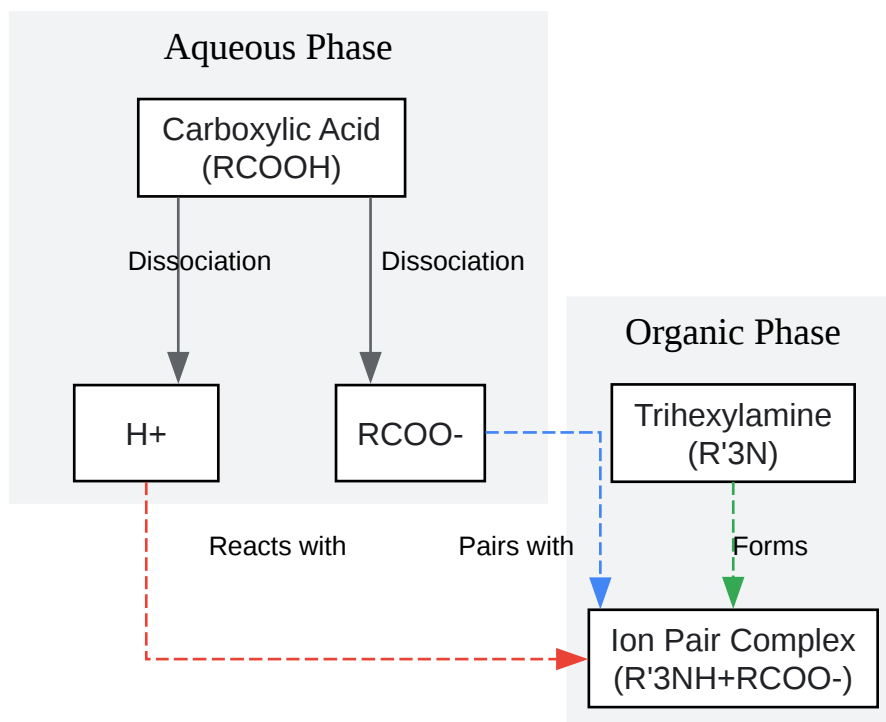 Aqueous Phase
Carboxylic Acid
(RCOOH)
Dissociation
Dissociation
Organic Phase
H+
RCOO-
Trihexylamine
(R'3N)
Reacts with
Pairs with
Forms
Ion Pair Complex
(R'3NH+RCOO-)